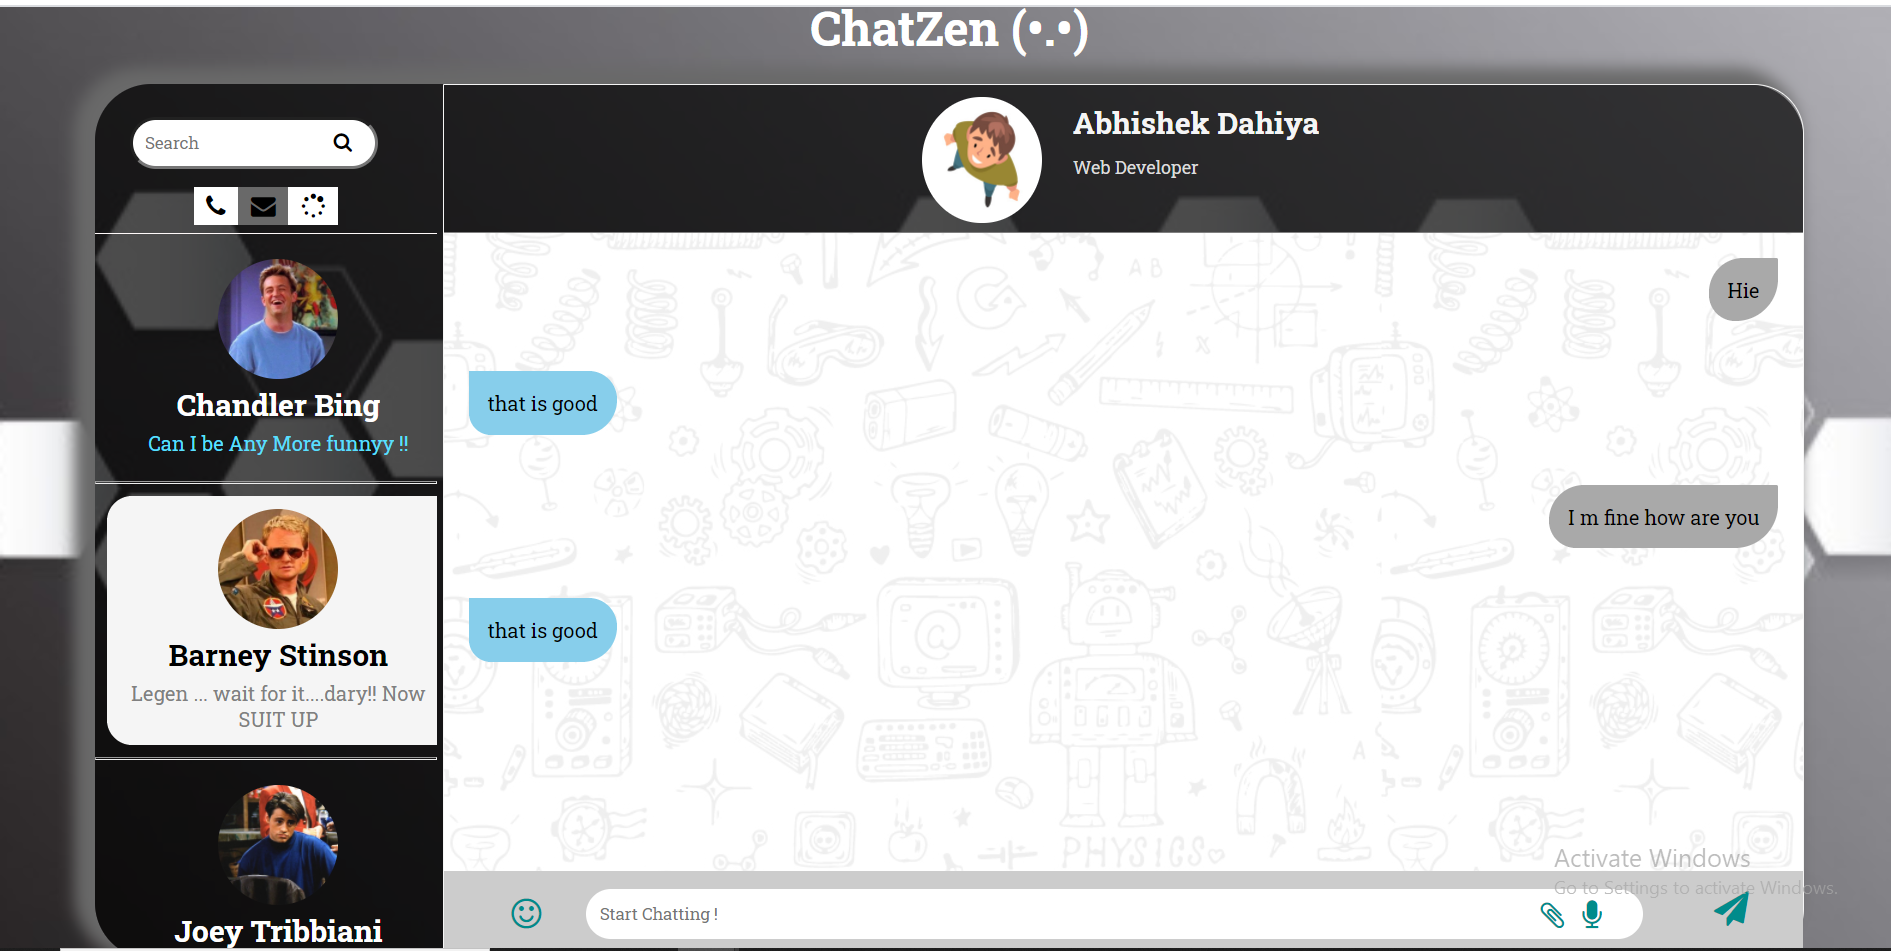 ChatZen (•.•)
Search
Chandler Bing
Can I be Any More funnyy !!
Barney Stinson
Legen ... wait for it....dary!! Now
SUIT UP
Joey Tribbiani
Abhishek Dahiya
Web Developer
Hie
that is good
I m fine how are you
that is good
A B
X
@
A
PHYSICS
Activate Windows
Go to Settings to activate Windows.
Start Chatting !